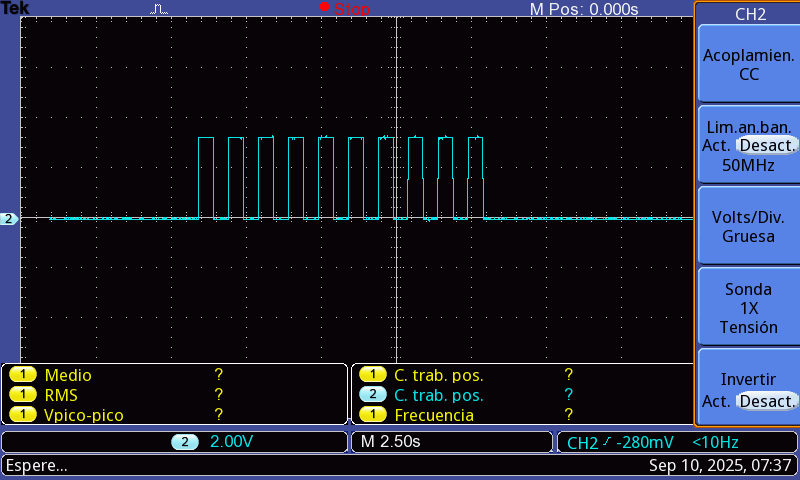 Tek Stop M Pos: 0.000s
CH2
Acoplamien.
CC
Lim.an.ban.
Act. Desact.
50MHz
Volts/Div.
Gruesa
Sonda
1X
Tensión
Invertir
Act. Desact.
2
1 Medio ?
1 RMS ?
1 Vpico-pico ?
1 C. trab. pos. ?
2 C. trab. pos. ?
1 Frecuencia ?
2 2.00V
M 2.50s
CH2 -280mV <10Hz
Espere...
Sep 10, 2025, 07:37